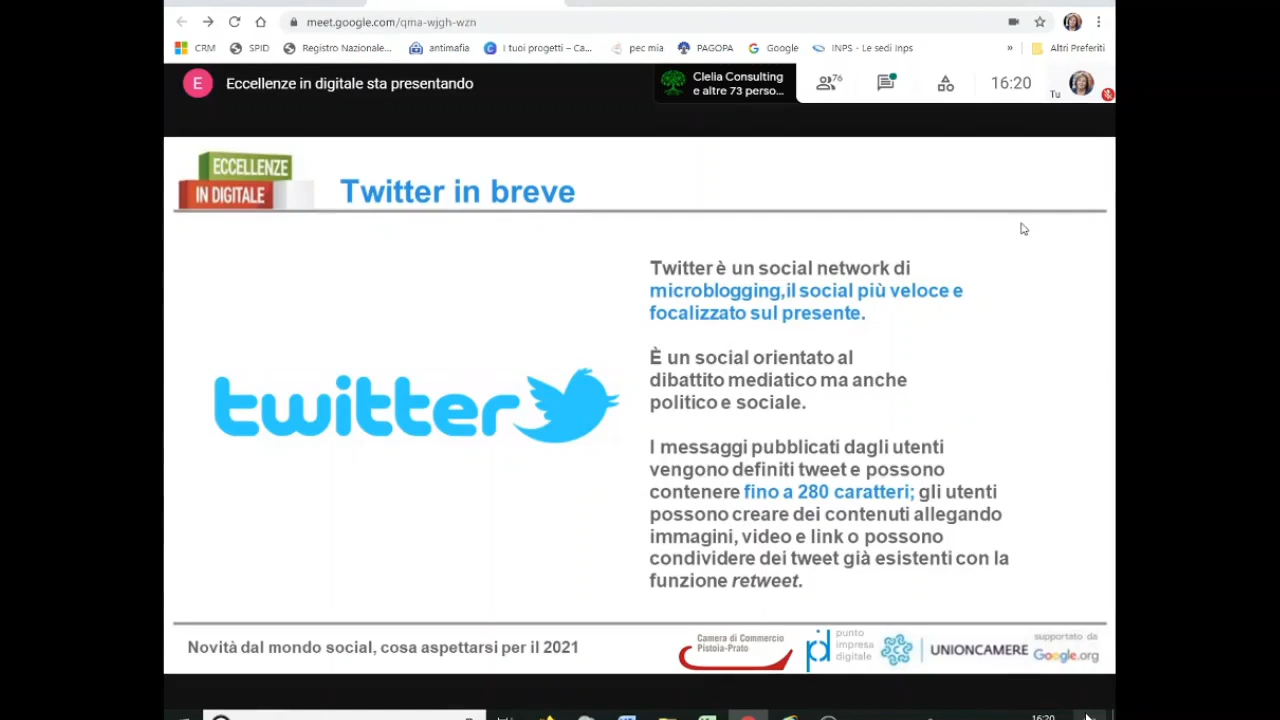 meet.google.com/qma-wjgh-wzn
CRM
SPID
Registro Nazionale...
antimafia
I tuoi progetti – Ca...
pec mia
PAGOPA
Google
INPS - Le sedi Inps
»
Altri Preferiti
E
Eccellenze in digitale sta presentando
Clelia Consulting
e altre 73 perso...
76
16:20
Tu
ECCELLENZE
IN DIGITALE
Twitter in breve
twitter
Twitter è un social network di
microblogging,il social più veloce e
focalizzato sul presente.
È un social orientato al
dibattito mediatico ma anche
politico e sociale.
I messaggi pubblicati dagli utenti
vengono definiti tweet e possono
contenere fino a 280 caratteri; gli utenti
possono creare dei contenuti allegando
immagini, video e link o possono
condividere dei tweet già esistenti con la
funzione retweet.
Novità dal mondo social, cosa aspettarsi per il 2021
Camera di Commercio
Pistoia-Prato
pid
punto
impresa
digitale
UNIONCAMERE
supportato da
Google.org
16:20